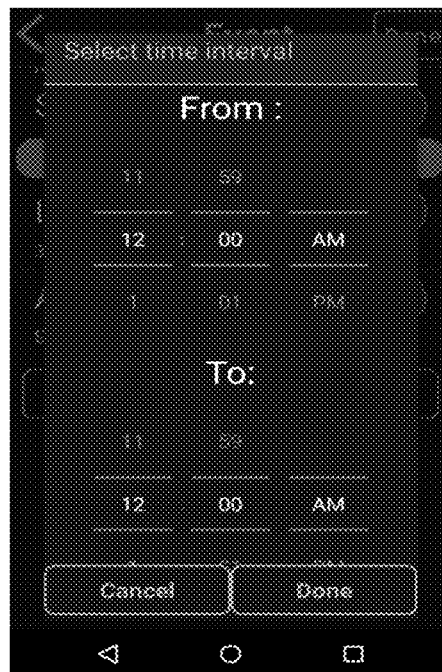 Event
Select time interval
From :
11 59
12 : 00 AM
1 01 PM
To:
11 59
12 00 AM
Cancel Done